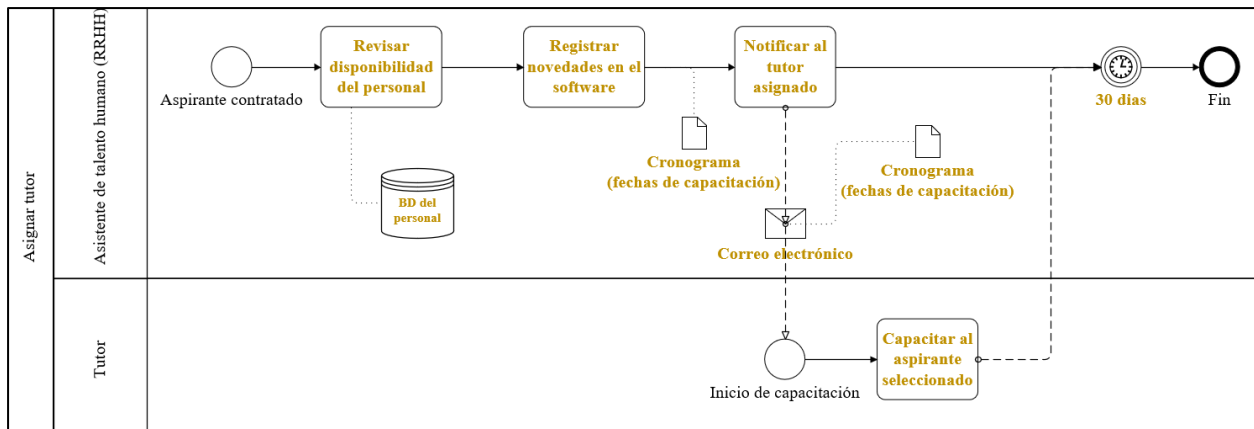 Asignar tutor
Asistente de talento humano (RRHH)
Aspirante contratado
Revisar
disponibilidad
del personal
BD del
personal
Registrar
novedades en el
software
Cronograma
(fechas de capacitación)
Notificar al
tutor
asignado
Cronograma
(fechas de capacitación)
Correo electrónico
30 dias
Fin
Tutor
Inicio de capacitación
Capacitar al
aspirante
seleccionado